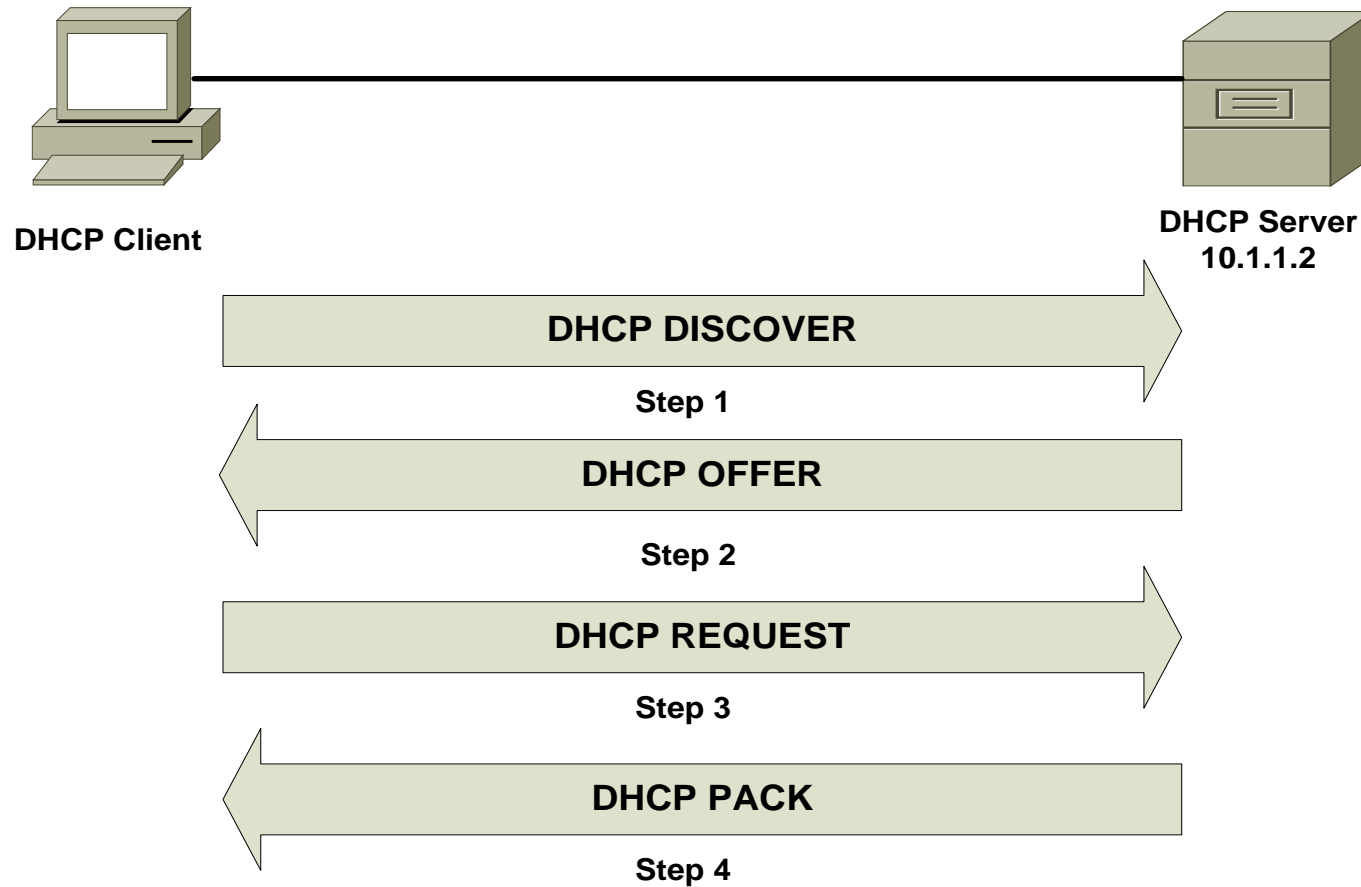 DHCP Client
DHCP Server
10.1.1.2
DHCP DISCOVER
Step 1
DHCP OFFER
Step 2
DHCP REQUEST
Step 3
DHCP PACK
Step 4